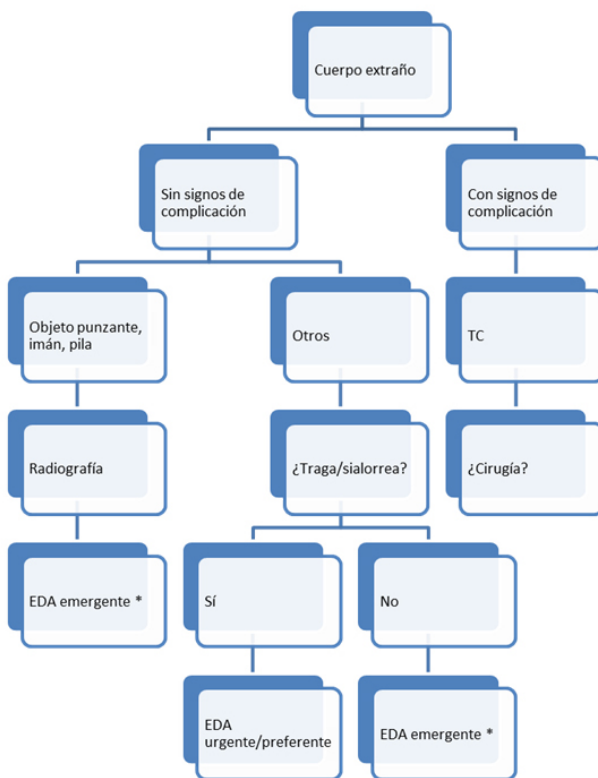 Cuerpo extraño
Sin signos de
complicación
Con signos de
complicación
Objeto punzante,
imán, pila
Otros
TC
Radiografía
¿Traga/sialorrea?
¿Cirugía?
EDA emergente *
Sí
No
EDA
urgente/preferente
EDA emergente *